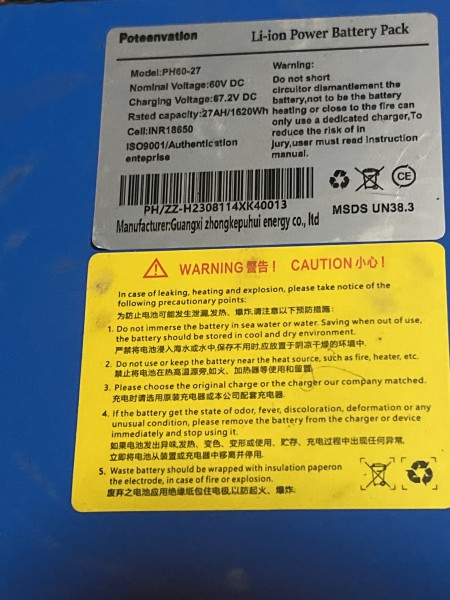 Poteenvation
Li-ion Power Battery Pack
Model:PH60-27
Nominal Voltage:60V DC
Charging Voltage:67.2V DC
Rated capacity:27AH/1620Wh
Cell:INR18650
ISO9001/Authentication
enteprise
Warning:
Do not short
circuitor dismantlement the
battery,not to be the battery
heating or close to the fire can
only use a dedicated charger,To
reduce the risk of in
jury,user must read instruction
manual.
PH/ZZ-H2308114XK40013
CE
MSDS UN38.3
Manufacturer:Guangxi zhongkepuhui energy co., ltd
WARNING 警告! CAUTION 小心!
In case of leaking, heating and explosion, please take notice of the
following precautionary points:
为防止电池可能发生泄漏,发热、爆炸,请注意以下预防措施:
1. Do not immerse the battery in sea water or water. Saving when out of use,
the battery should be stored in cool and dry environment.
严禁将电池浸入海水或水中,保存不用时,应放置于阴凉干燥的环境中.
2. Do not use or keep the battery near the heat source, such as fire, heater, etc.
禁止将电池在热高温源旁,如火、加热器等使用和留置
3. Please choose the original charger or the charger our company matched.
充电时请选用原装充电器或本公司配套充电器.
4. If the battery get the state of odor, fever, discoloration, deformation or any
unusual condition, please remove the battery from the charger or device
immediately and stop using it.
如果电池发出异味,发热、变色、变形或使用、贮存、充电过程中出现任何异常,
立即将电池从装置或充电器中移离并停用.
5. Waste battery should be wrapped with insulation paperon
the electrode, in case of fire or explosion.
废弃之电池应用绝缘纸包住电极,以防起火、爆炸.